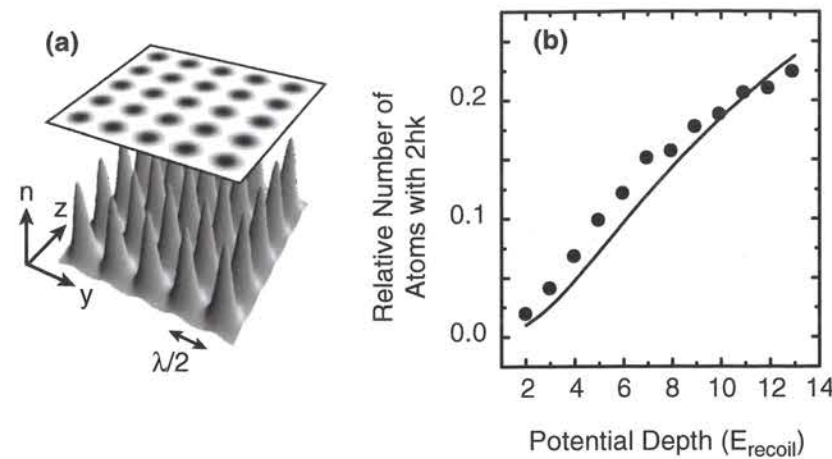 (a)
n
z
y
λ/2
(b)
Relative Number of
Atoms with 2hk
0.2
0.1
0.0
2 4 6 8 10 12 14
Potential Depth (E_recoil)